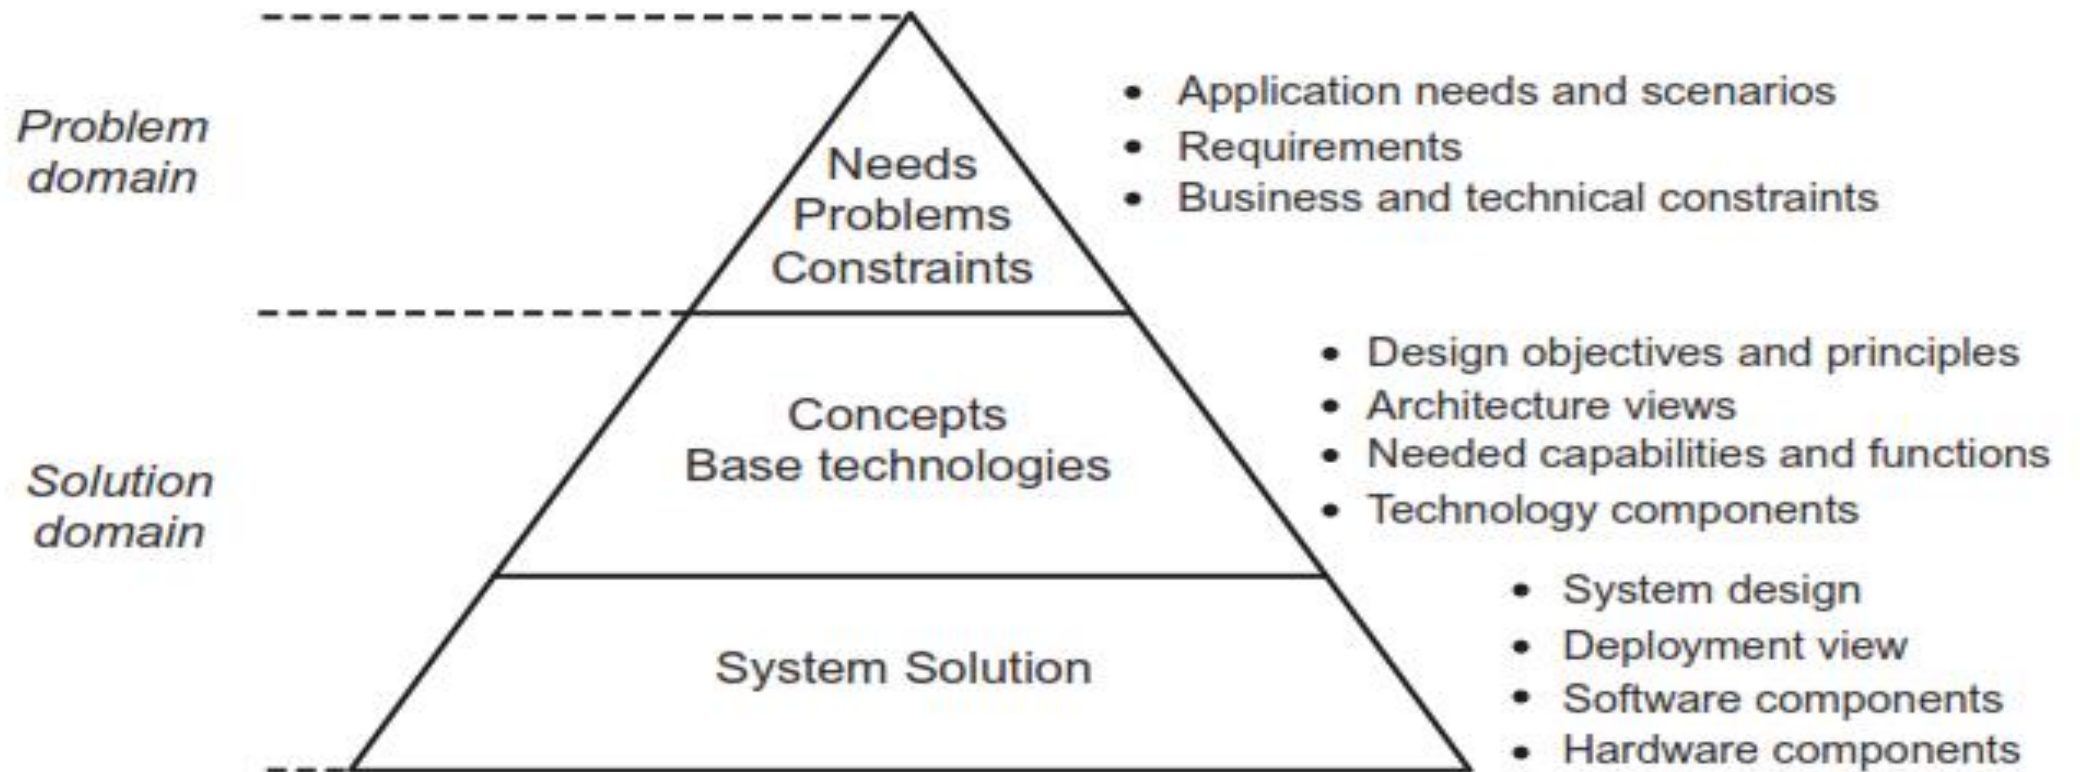 Problem
domain
Needs
Problems
Constraints
• Application needs and scenarios
• Requirements
• Business and technical constraints
Solution
domain
Concepts
Base technologies
• Design objectives and principles
• Architecture views
• Needed capabilities and functions
• Technology components
System Solution
• System design
• Deployment view
• Software components
• Hardware components